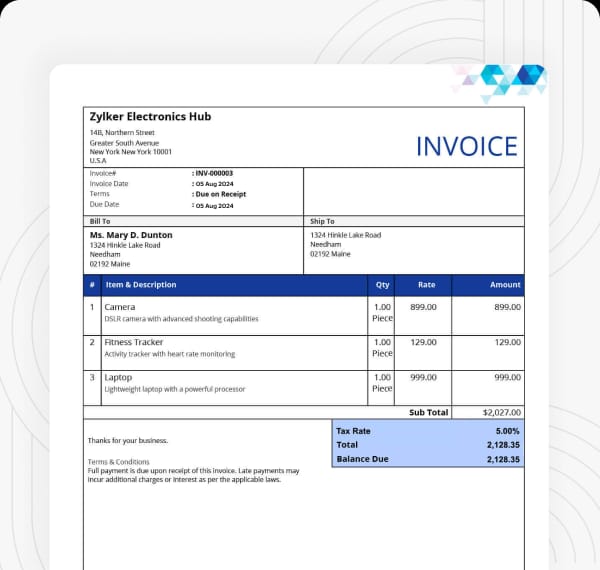 Zylker Electronics Hub
14B, Northern Street
Greater South Avenue
New York New York 10001
U.S.A
INVOICE
Invoice# : INV-000003
Invoice Date : 05 Aug 2024
Terms : Due on Receipt
Due Date : 05 Aug 2024
Bill To Ship To
Ms. Mary D. Dunton
1324 Hinkle Lake Road
Needham
02192 Maine
1324 Hinkle Lake Road
Needham
02192 Maine
# Item & Description Qty Rate Amount
1 Camera 1.00 899.00 899.00
DSLR camera with advanced shooting capabilities Piece
2 Fitness Tracker 1.00 129.00 129.00
Activity tracker with heart rate monitoring Piece
3 Laptop 1.00 999.00 999.00
Lightweight laptop with a powerful processor Piece
Sub Total $2,027.00
Tax Rate 5.00%
Total 2,128.35
Balance Due 2,128.35
Thanks for your business.
Terms & Conditions
Full payment is due upon receipt of this invoice. Late payments may
incur additional charges or interest as per the applicable laws.